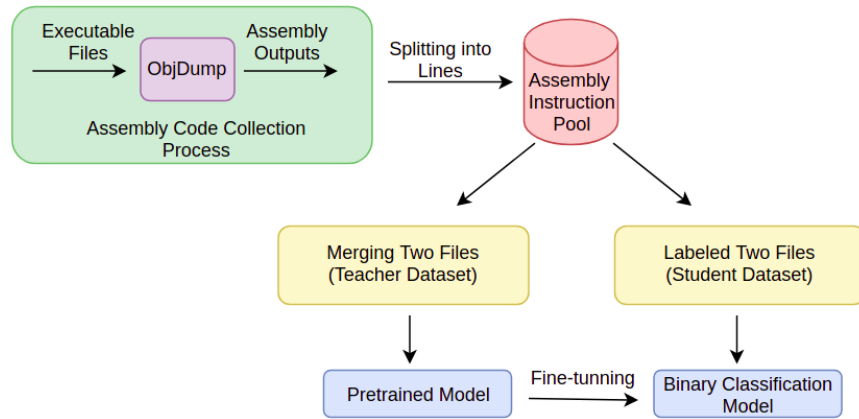 Executable
Files
ObjDump
Assembly
Outputs
Assembly Code Collection
Process
Splitting into
Lines
Assembly
Instruction
Pool
Merging Two Files
(Teacher Dataset)
Labeled Two Files
(Student Dataset)
Pretrained Model
Fine-tunning
Binary Classification
Model